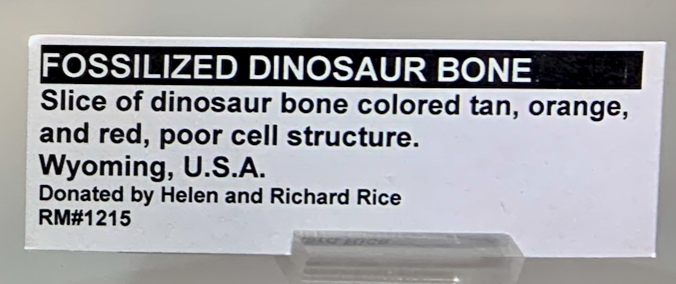 FOSSILIZED DINOSAUR BONE
Slice of dinosaur bone colored tan, orange,
and red, poor cell structure.
Wyoming, U.S.A.
Donated by Helen and Richard Rice
RM#1215